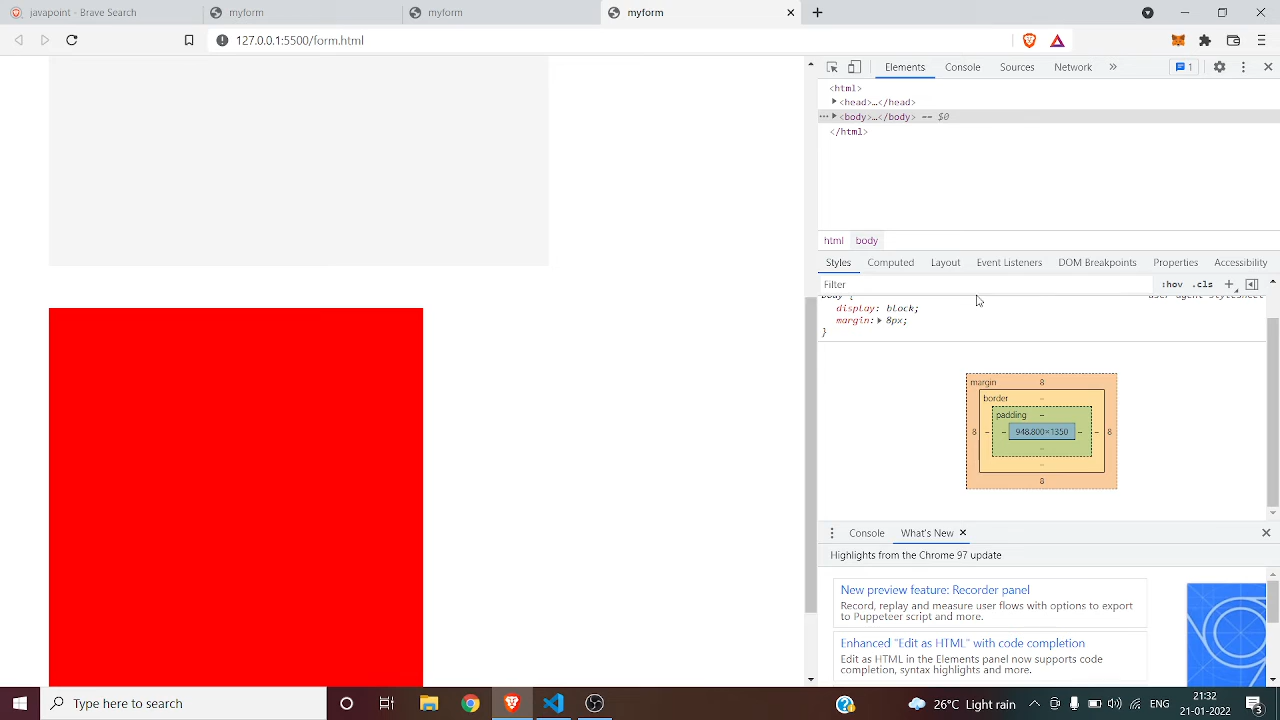 javapoint - Brave Search
myform
myform
myform
127.0.0.1:5500/form.html
Elements
Console
Sources
Network
1
<html>
<head>…</head>
<body>…</body> == $0
</html>
html
body
Styles
Computed
Layout
Event Listeners
DOM Breakpoints
Properties
Accessibility
Filter
:hov
.cls
body {
user agent stylesheet
display: block;
margin: 8px;
}
margin
8
border
–
padding
–
8
–
–
948.800×1350
–
–
8
–
–
8
Console
What's New
Highlights from the Chrome 97 update
New preview feature: Recorder panel
Record, replay and measure user flows with options to export
to Puppeteer script and more.
Enhanced "Edit as HTML" with code completion
Edit as HTML in the Elements panel now supports code
completion, syntax highlights and more.
Type here to search
20°C Light rain
ENG
21:32
21-01-2022